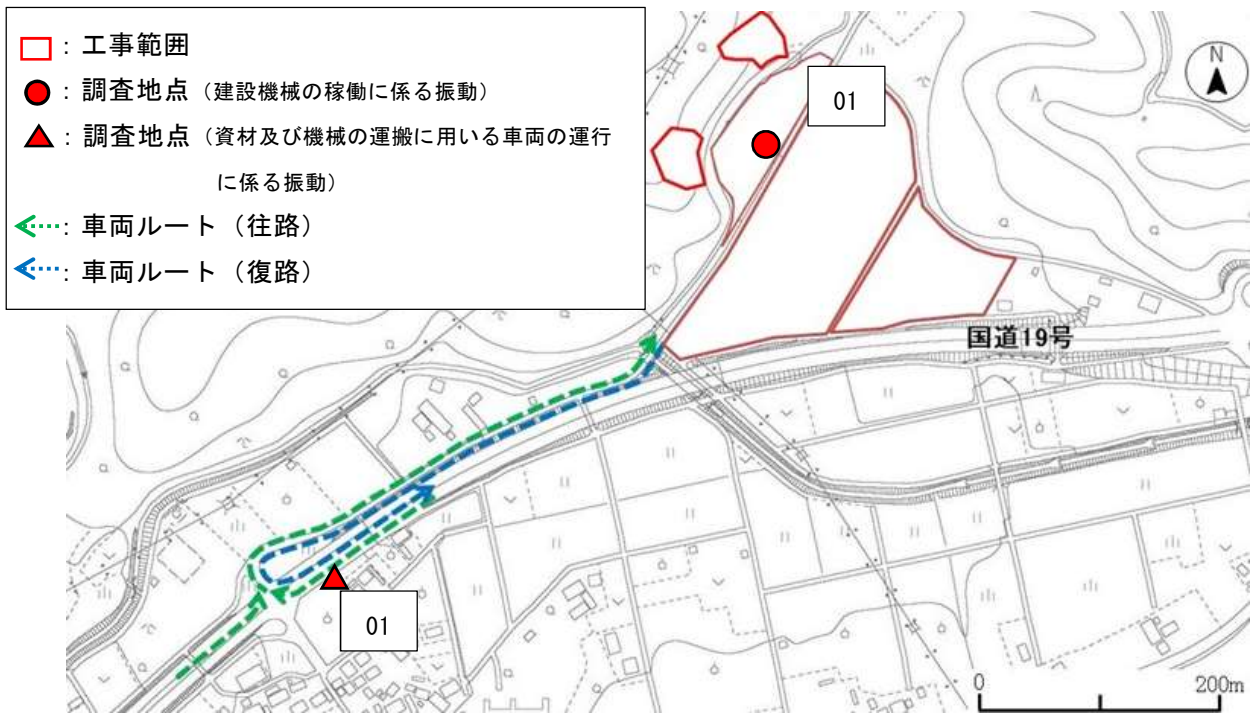 ：工事範囲
：調査地点（建設機械の稼働に係る振動）
：調査地点（資材及び機械の運搬に用いる車両の運行
に係る振動）
：車両ルート（往路）
：車両ルート（復路）
N
01
国道19号
01
0
200m